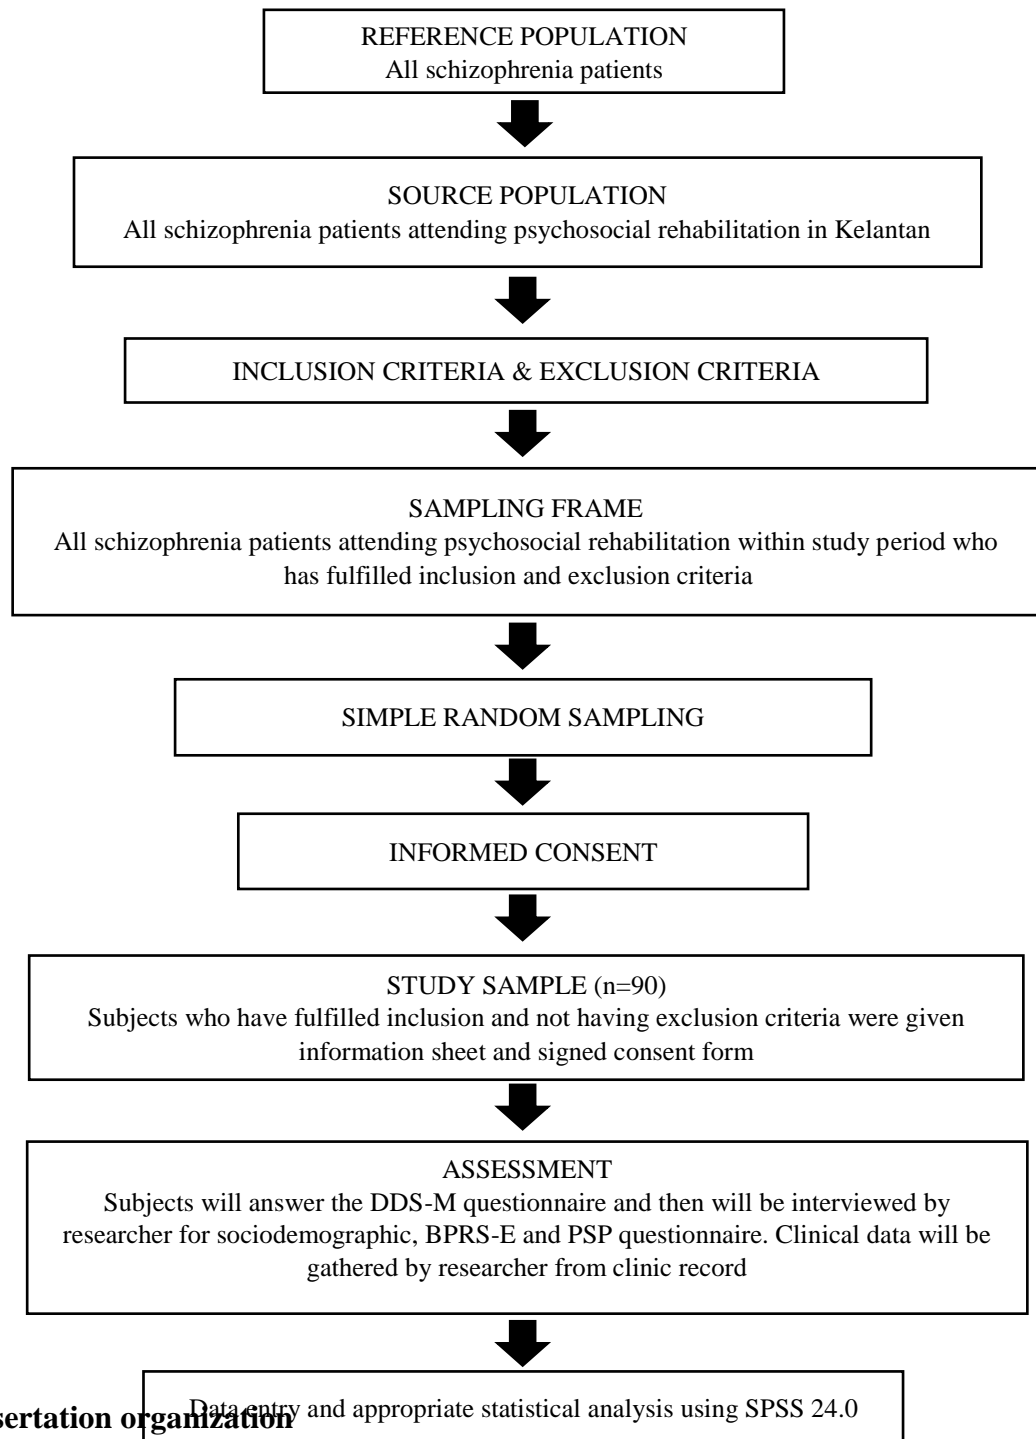 REFERENCE POPULATION
All schizophrenia patients
SOURCE POPULATION
All schizophrenia patients attending psychosocial rehabilitation in Kelantan
INCLUSION CRITERIA & EXCLUSION CRITERIA
SAMPLING FRAME
All schizophrenia patients attending psychosocial rehabilitation within study period who
has fulfilled inclusion and exclusion criteria
SIMPLE RANDOM SAMPLING
INFORMED CONSENT
STUDY SAMPLE (n=90)
Subjects who have fulfilled inclusion and not having exclusion criteria were given
information sheet and signed consent form
ASSESSMENT
Subjects will answer the DDS-M questionnaire and then will be interviewed by
researcher for sociodemographic, BPRS-E and PSP questionnaire. Clinical data will be
gathered by researcher from clinic record
Data entry and appropriate statistical analysis using SPSS 24.0
sertation organization